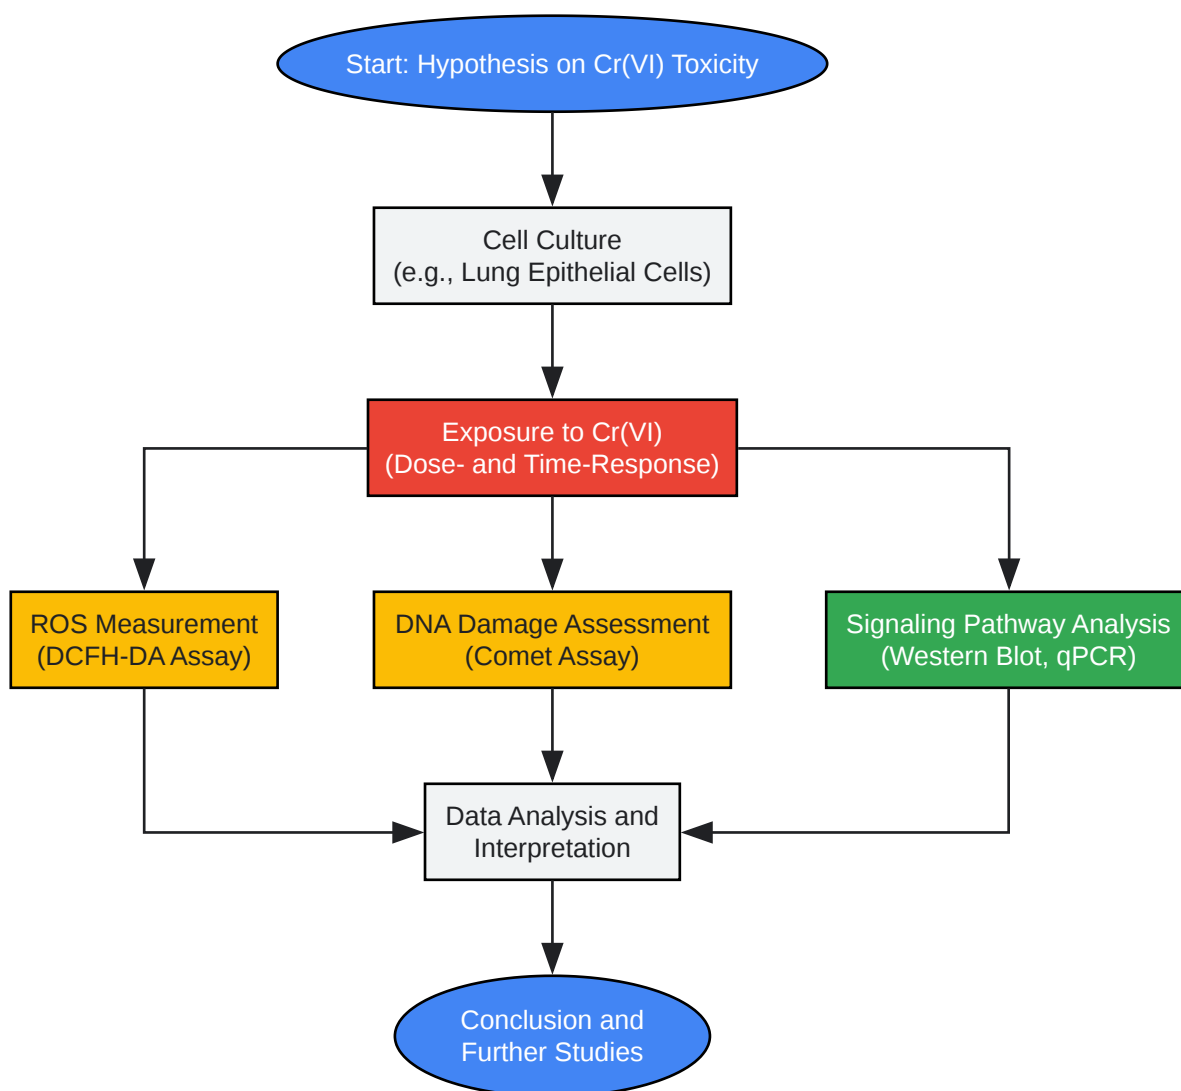 Start: Hypothesis on Cr(VI) Toxicity
Cell Culture
(e.g., Lung Epithelial Cells)
Exposure to Cr(VI)
(Dose- and Time-Response)
ROS Measurement
(DCFH-DA Assay)
DNA Damage Assessment
(Comet Assay)
Signaling Pathway Analysis
(Western Blot, qPCR)
Data Analysis and
Interpretation
Conclusion and
Further Studies